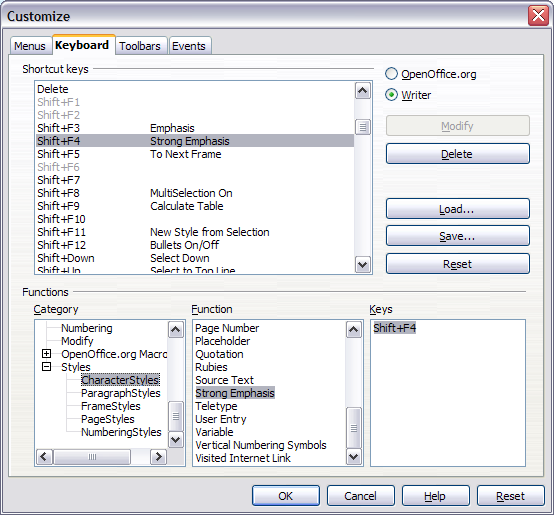 Customize
Menus Keyboard Toolbars Events
Shortcut keys
Delete
Shift+F1
Shift+F2
Shift+F3 Emphasis
Shift+F4 Strong Emphasis
Shift+F5 To Next Frame
Shift+F6
Shift+F7
Shift+F8 MultiSelection On
Shift+F9 Calculate Table
Shift+F10
Shift+F11 New Style from Selection
Shift+F12 Bullets On/Off
Shift+Down Select Down
Shift+Up Select to Top Line
OpenOffice.org
Writer
Modify
Delete
Load...
Save...
Reset
Functions
Category
Numbering
Modify
OpenOffice.org Macro
Styles
CharacterStyles
ParagraphStyles
FrameStyles
PageStyles
NumberingStyles
Function
Page Number
Placeholder
Quotation
Rubies
Source Text
Strong Emphasis
Teletype
User Entry
Variable
Vertical Numbering Symbols
Visited Internet Link
Keys
Shift+F4
OK Cancel Help Reset